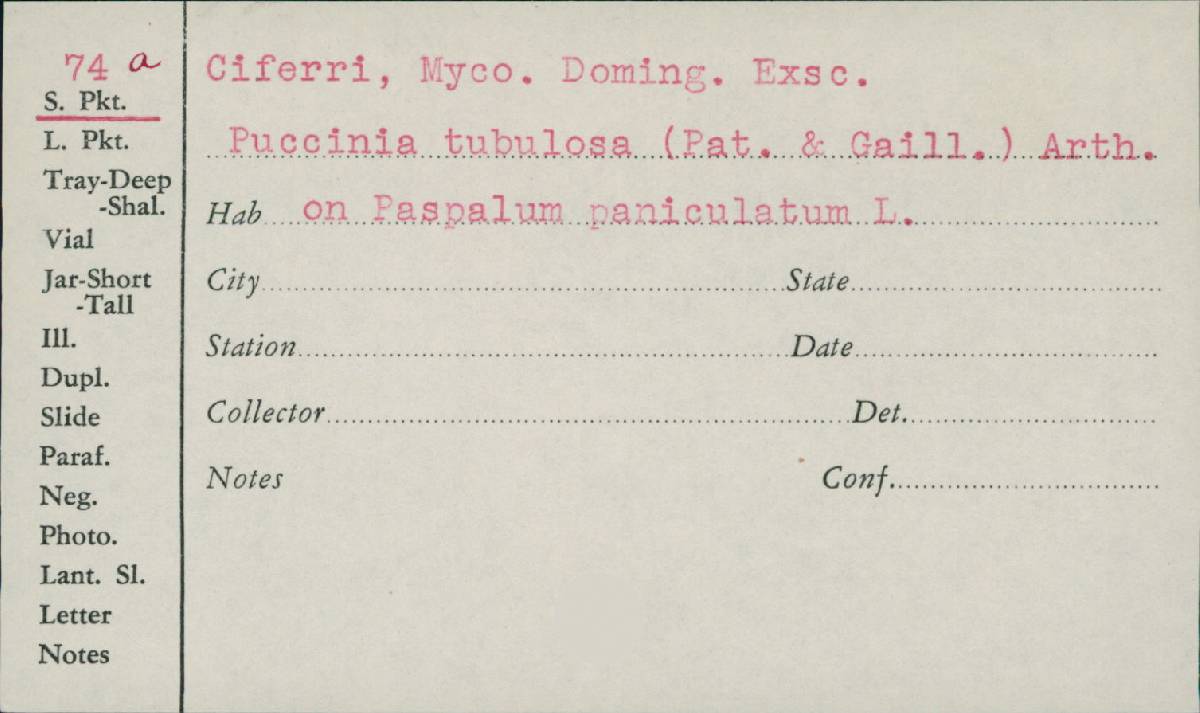 74 a
S. Pkt.
L. Pkt.
Tray-Deep
-Shal.
Vial
Jar-Short
-Tall
Ill.
Dupl.
Slide
Paraf.
Neg.
Photo.
Lant. Sl.
Letter
Notes
Ciferri, Myco. Doming. Exsc.
Puccinia tubulosa (Pat. & Gaill.) Arth.
Hab on Paspalum paniculatum L.
City State
Station Date
Collector Det.
Notes Conf.